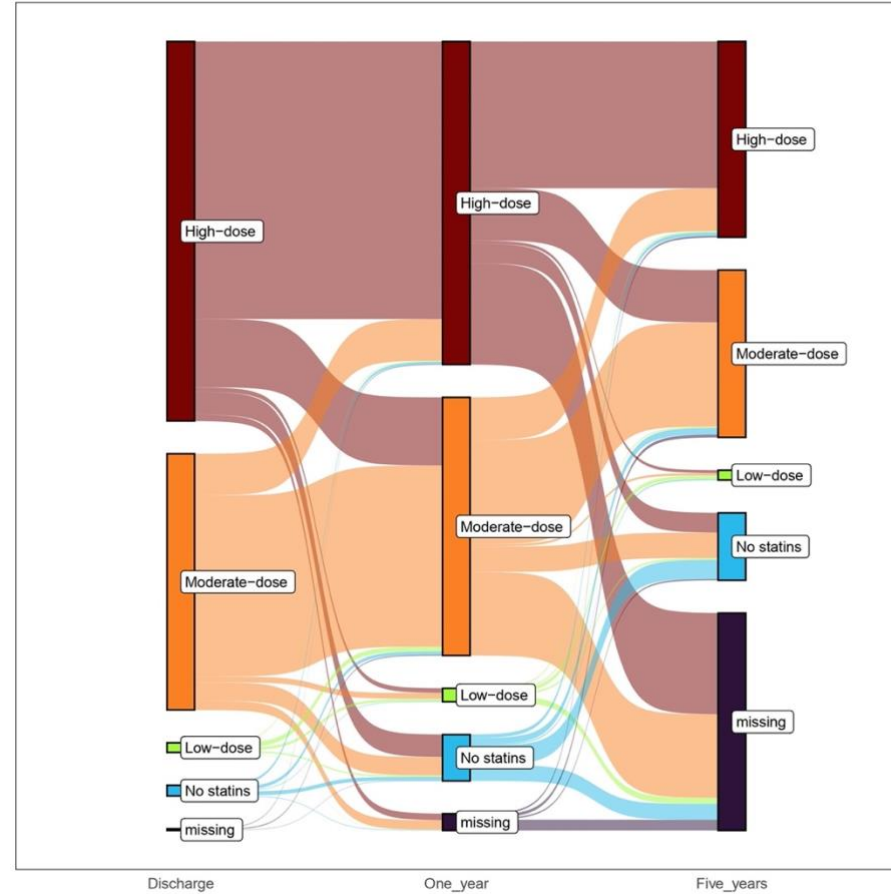 High−dose
Moderate−dose
Low−dose
No statins
missing
High−dose
Moderate−dose
Low−dose
No statins
missing
High−dose
Moderate−dose
Low−dose
No statins
missing
Discharge
One_year
Five_years